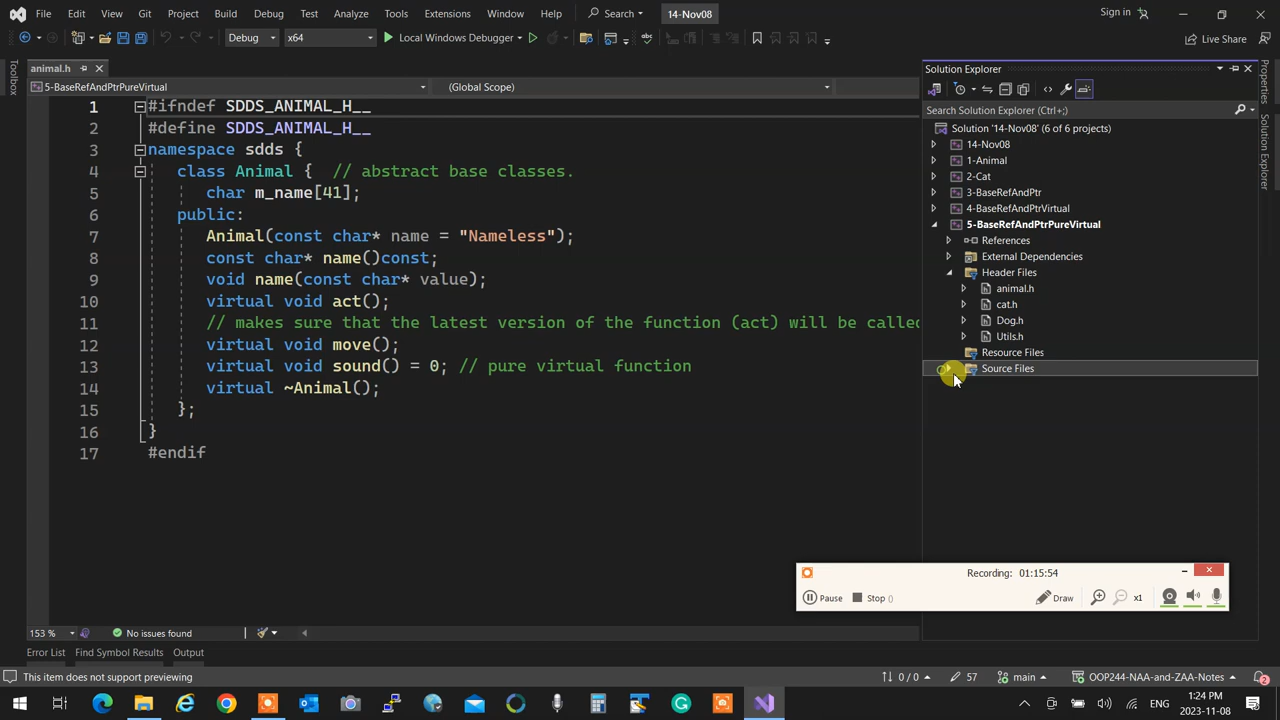 File Edit View Git Project Build Debug Test Analyze Tools Extensions Window Help Search 14-Nov08 Sign in
Debug x64 Local Windows Debugger Live Share
Toolbox
animal.h
5-BaseRefAndPtrPureVirtual (Global Scope)
1 #ifndef SDDS_ANIMAL_H__
2 #define SDDS_ANIMAL_H__
3 namespace sdds {
4 class Animal { // abstract base classes.
5 char m_name[41];
6 public:
7 Animal(const char* name = "Nameless");
8 const char* name()const;
9 void name(const char* value);
10 virtual void act();
11 // makes sure that the latest version of the function (act) will be called
12 virtual void move();
13 virtual void sound() = 0; // pure virtual function
14 virtual ~Animal();
15 };
16 }
17 #endif
153 % No issues found
Solution Explorer
Search Solution Explorer (Ctrl+;)
Solution '14-Nov08' (6 of 6 projects)
14-Nov08
1-Animal
2-Cat
3-BaseRefAndPtr
4-BaseRefAndPtrVirtual
5-BaseRefAndPtrPureVirtual
References
External Dependencies
Header Files
animal.h
cat.h
Dog.h
Utils.h
Resource Files
Source Files
Properties
Solution Explorer
Recording: 01:15:54
Pause Stop () Draw x1
Error List Find Symbol Results Output
This item does not support previewing 0 / 0 57 main OOP244-NAA-and-ZAA-Notes 2
ENG 1:24 PM
2023-11-08